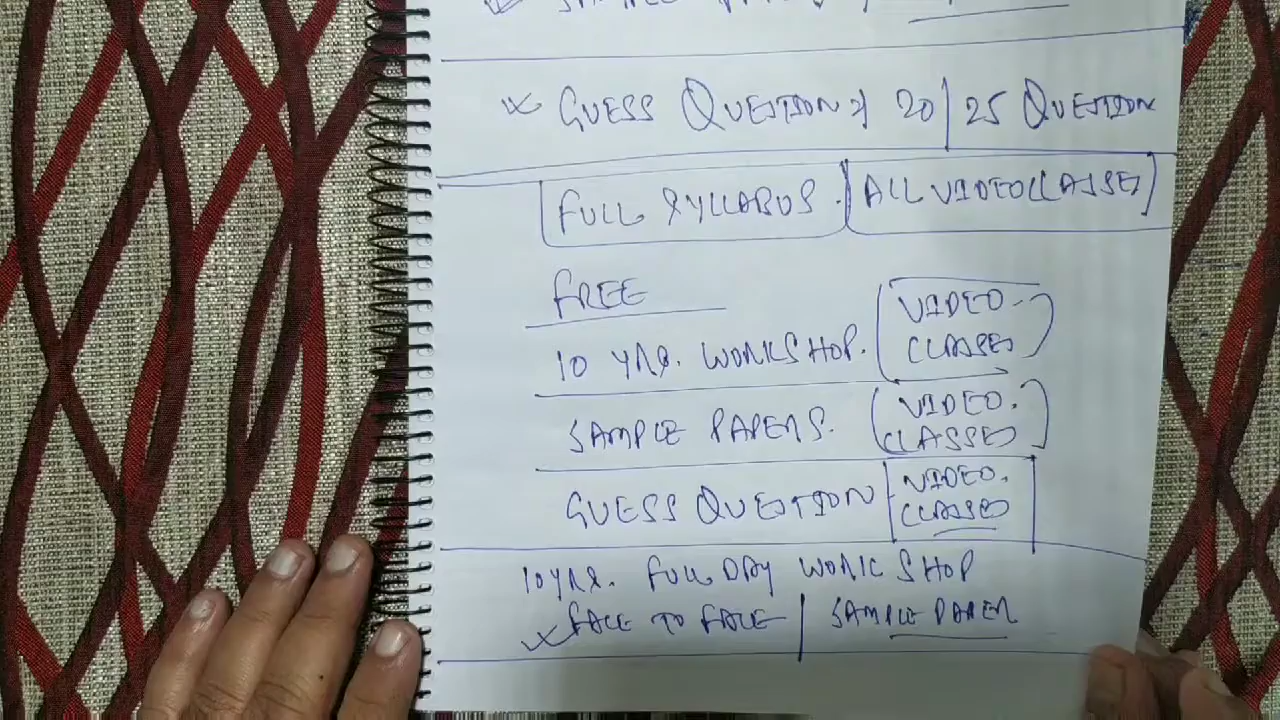 SAMPLE
GUESS QUESTION 20 | 25 QUESTION
FULL SYLLABUS. ALL VIDEO CLASSES
FREE
10 YRS. WORKSHOP. VIDEO.
CLASSES
SAMPLE PAPERS. VIDEO.
CLASSES
GUESS QUESTION VIDEO.
CLASSES
10 YRS. FULL DAY WORKSHOP
FACE TO FACE | SAMPLE PAPER